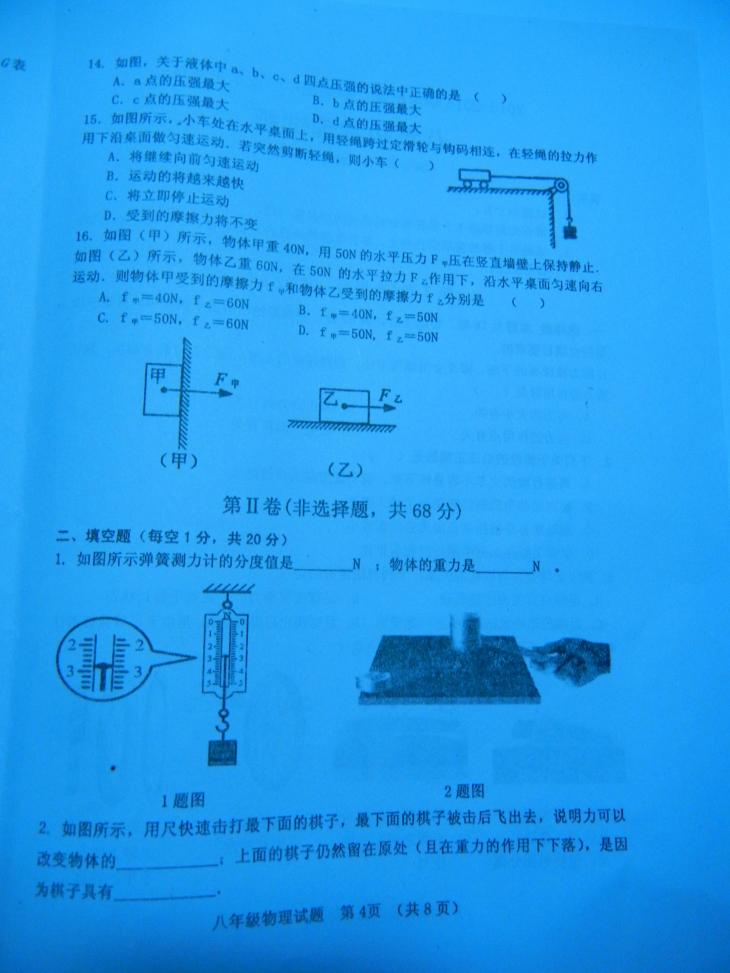 G表
14. 如图，关于液体中a、b、c、d四点压强的说法中正确的是（ ）
A. a点的压强最大
B. b点的压强最大
C. c点的压强最大
D. d点的压强最大
15. 如图所示，小车处在水平桌面上，用轻绳跨过定滑轮与钩码相连，在轻绳的拉力作
用下沿桌面做匀速运动．若突然剪断轻绳，则小车（ ）
A. 将继续向前匀速运动
B. 运动的将越来越快
C. 将立即停止运动
D. 受到的摩擦力将不变
16. 如图（甲）所示，物体甲重40N，用50N的水平压力F甲压在竖直墙壁上保持静止．
如图（乙）所示，物体乙重60N，在50N 的水平拉力F乙作用下，沿水平桌面匀速向右
运动．则物体甲受到的摩擦力f甲和物体乙受到的摩擦力f乙分别是 （ ）
A. f甲＝40N，f乙＝60N
B. f甲＝40N，f乙＝50N
C. f甲＝50N，f乙＝60N
D. f甲＝50N，f乙＝50N
甲
F甲
乙
F乙
（甲）
（乙）
第Ⅱ卷(非选择题，共68分)
二、填空题（每空1分，共20分）
1. 如图所示弹簧测力计的分度值是______N ；物体的重力是______N ．
N
0 0
1 1
2 2
3 3
4 4
5 5
2 2
3 3
1题图
2题图
2. 如图所示，用尺快速击打最下面的棋子，最下面的棋子被击后飞出去，说明力可以
改变物体的__________；上面的棋子仍然留在原处（且在重力的作用下下落），是因
为棋子具有__________．
八年级物理试题 第4页 （共8页）